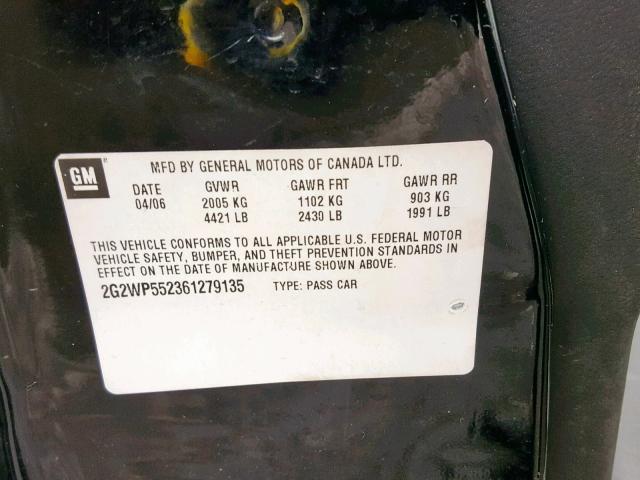 GM
MFD BY GENERAL MOTORS OF CANADA LTD.
DATE GVWR GAWR FRT GAWR RR
04/06 2005 KG 1102 KG 903 KG
4421 LB 2430 LB 1991 LB
THIS VEHICLE CONFORMS TO ALL APPLICABLE U.S. FEDERAL MOTOR
VEHICLE SAFETY, BUMPER, AND THEFT PREVENTION STANDARDS IN
EFFECT ON THE DATE OF MANUFACTURE SHOWN ABOVE.
2G2WP552361279135 TYPE: PASS CAR